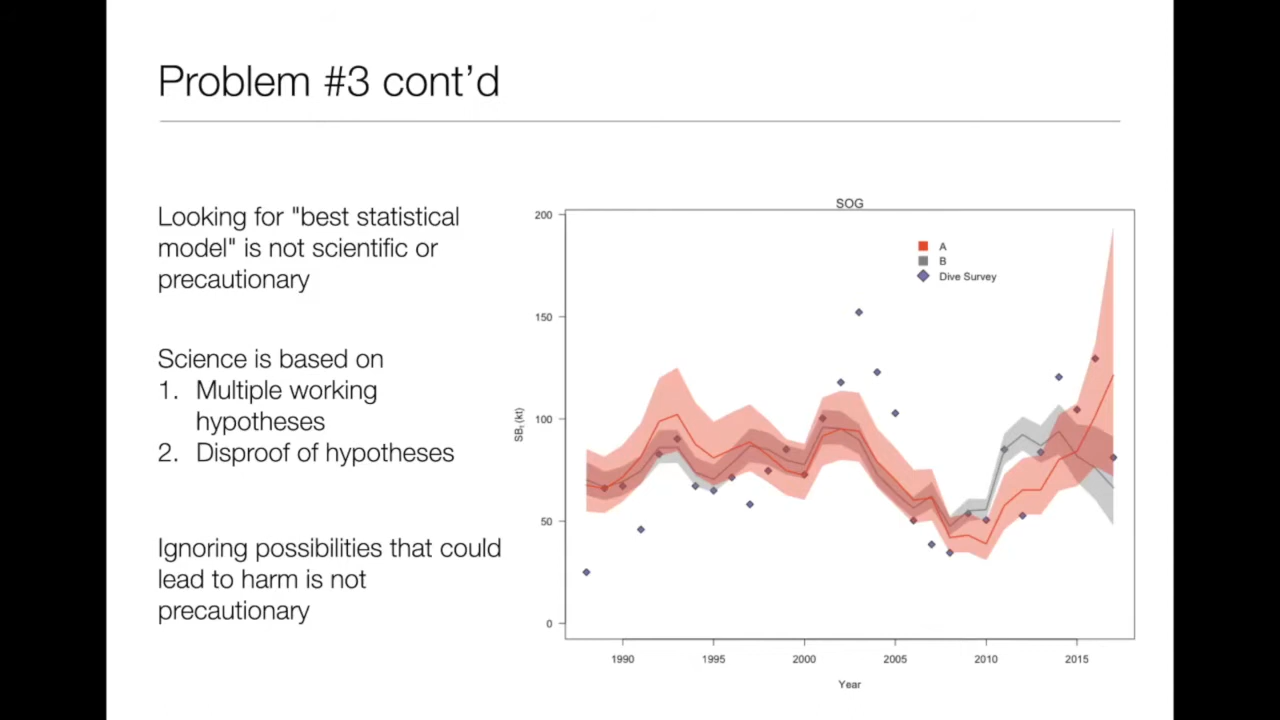 Problem #3 cont’d
Looking for "best statistical
model" is not scientific or
precautionary
Science is based on
1. Multiple working
hypotheses
2. Disproof of hypotheses
Ignoring possibilities that could
lead to harm is not
precautionary
SOG
A
B
Dive Survey
200
150
100
50
0
SBt (kt)
1990
1995
2000
2005
2010
2015
Year